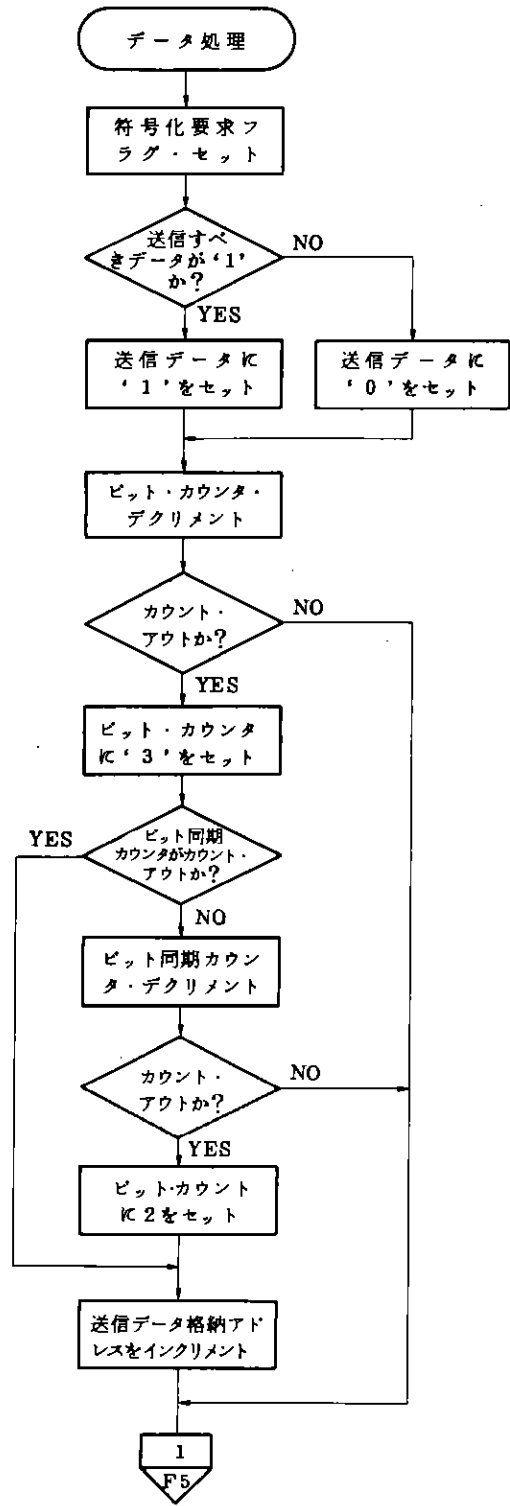 データ処理
符号化要求フ
ラグ・セット
送信すべ
きデータが‘1’
か?
NO
YES
送信データに
‘1’をセット
送信データに
‘0’をセット
ビット・カウンタ・
デクリメント
カウント・
アウトか?
NO
YES
ビット・カウンタ
に‘3’をセット
YES
ビット同期
カウンタがカウント・
アウトか?
NO
ビット同期カウン
タ・デクリメント
カウント・
アウトか?
NO
YES
ビット・カウント
に2をセット
送信データ格納アド
レスをインクリメント
1
F5